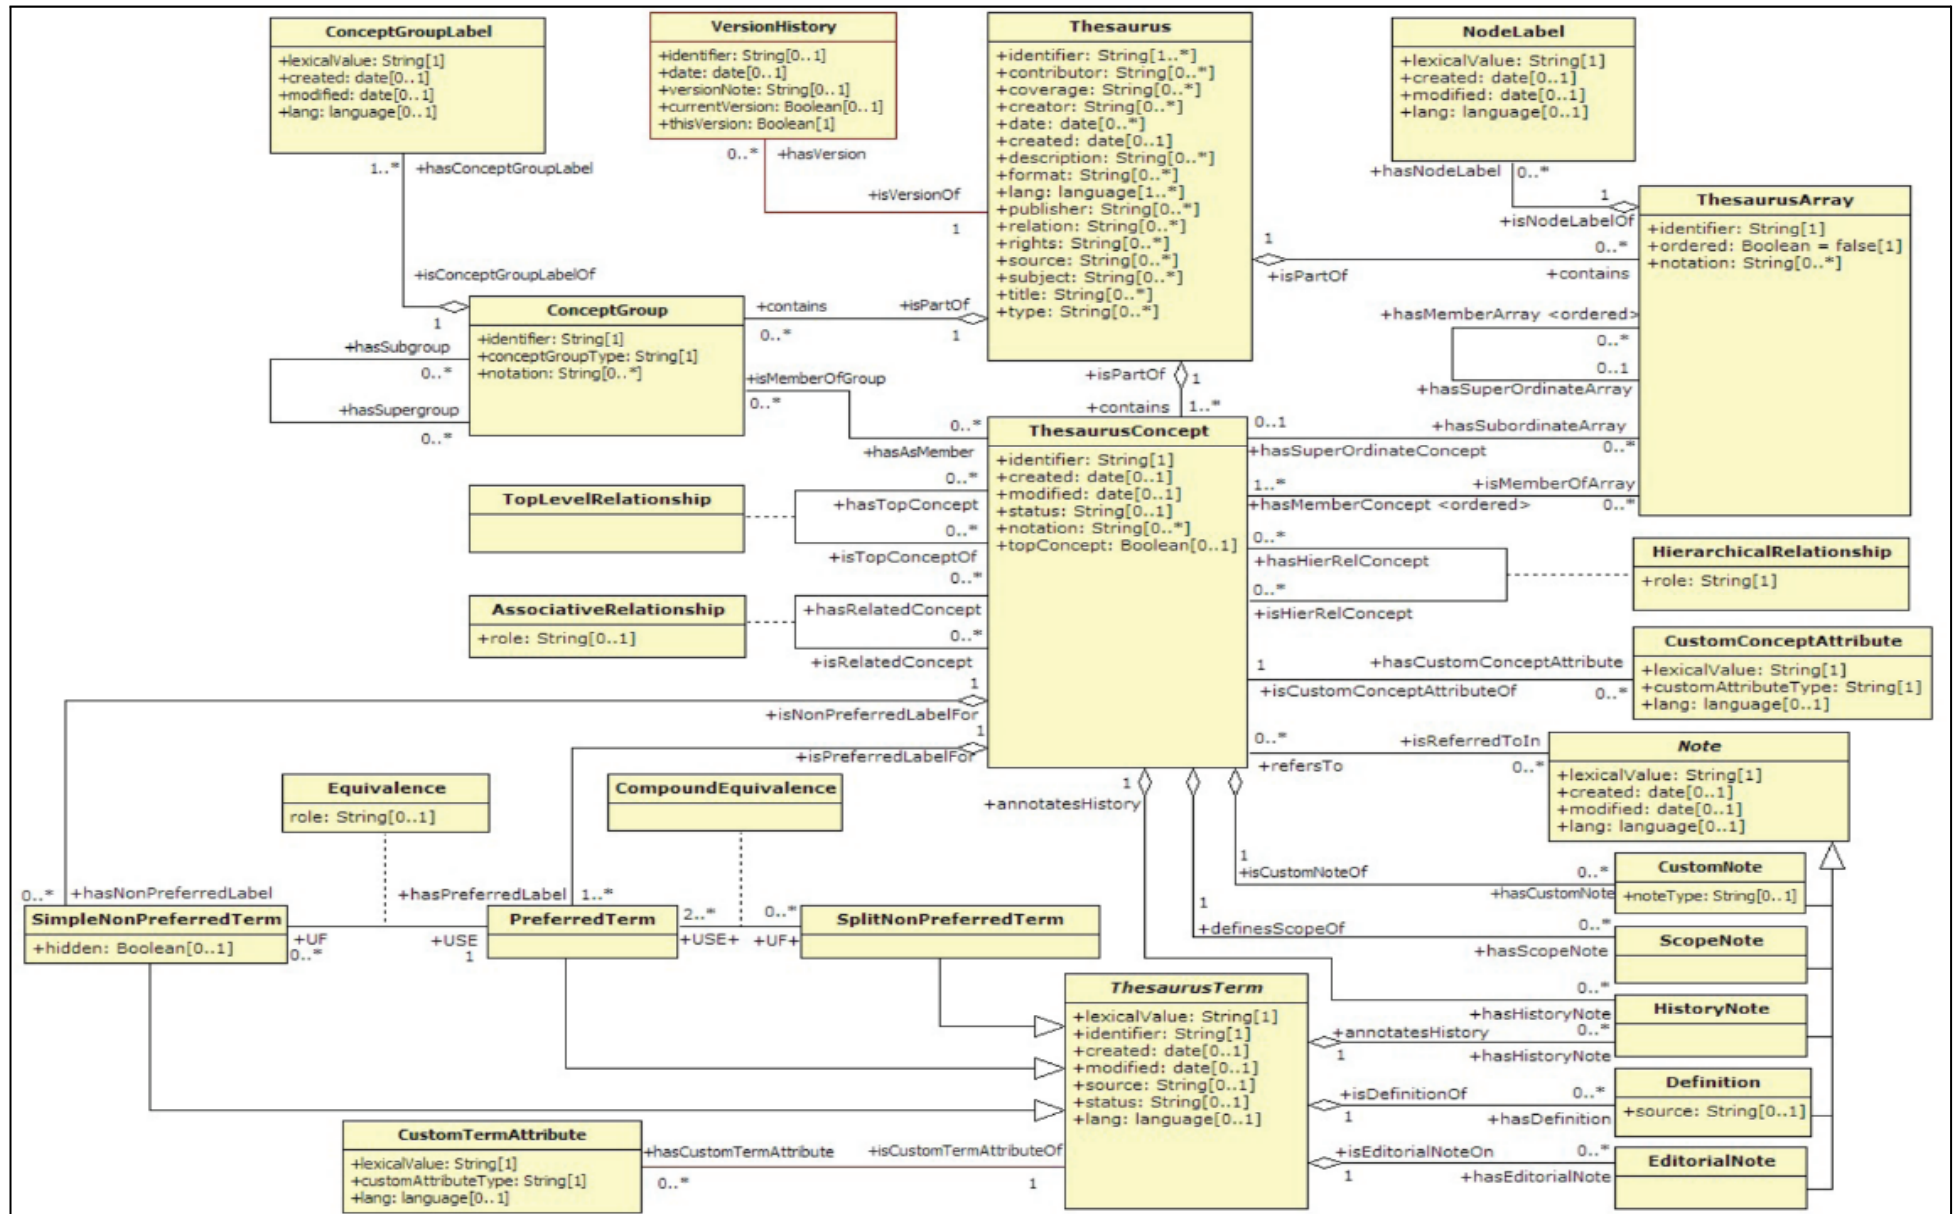 ConceptGroupLabel
+lexicalValue: String[1]
+created: date[0..1]
+modified: date[0..1]
+lang: language[0..1]
VersionHistory
+identifier: String[0..1]
+date: date[0..1]
+versionNote: String[0..1]
+currentVersion: Boolean[0..1]
+thisVersion: Boolean[1]
Thesaurus
+identifier: String[1..*]
+contributor: String[0..*]
+coverage: String[0..*]
+creator: String[0..*]
+date: date[0..*]
+created: date[0..1]
+description: String[0..*]
+format: String[0..*]
+lang: language[1..*]
+publisher: String[0..*]
+relation: String[0..*]
+rights: String[0..*]
+source: String[0..*]
+subject: String[0..*]
+title: String[0..*]
+type: String[0..*]
NodeLabel
+lexicalValue: String[1]
+created: date[0..1]
+modified: date[0..1]
+lang: language[0..1]
1..* +hasConceptGroupLabel
0..* +hasVersion
+isVersionOf
1
+hasNodeLabel 0..*
1
+isNodeLabelOf
ThesaurusArray
+identifier: String[1]
+ordered: Boolean = false[1]
+notation: String[0..*]
1
0..*
+isPartOf
+contains
+isConceptGroupLabelOf
1
ConceptGroup
+identifier: String[1]
+conceptGroupType: String[1]
+notation: String[0..*]
+contains
+isPartOf
0..*
1
+hasSubgroup
0..*
+hasSupergroup
0..*
+isMemberOfGroup
0..*
0..*
+hasAsMember
+hasMemberArray <ordered>
0..*
0..1
+hasSuperOrdinateArray
+isPartOf
1
+contains
1..*
ThesaurusConcept
+identifier: String[1]
+created: date[0..1]
+modified: date[0..1]
+status: String[0..1]
+notation: String[0..*]
+topConcept: Boolean[0..1]
0..1
+hasSubordinateArray
+hasSuperOrdinateConcept
0..*
1..*
+isMemberOfArray
+hasMemberConcept <ordered>
0..*
TopLevelRelationship
0..*
+hasTopConcept
0..*
+isTopConceptOf
0..*
+hasHierRelConcept
0..*
+isHierRelConcept
HierarchicalRelationship
+role: String[1]
AssociativeRelationship
+role: String[0..1]
0..*
+hasRelatedConcept
0..*
+isRelatedConcept
1
+hasCustomConceptAttribute
+isCustomConceptAttributeOf
0..*
CustomConceptAttribute
+lexicalValue: String[1]
+customAttributeType: String[1]
+lang: language[0..1]
1
+isNonPreferredLabelFor
1
+isPreferredLabelFor
0..*
+isReferredToIn
+refersTo
0..*
Note
+lexicalValue: String[1]
+created: date[0..1]
+modified: date[0..1]
+lang: language[0..1]
Equivalence
role: String[0..1]
CompoundEquivalence
1
+annotatesHistory
1
+isCustomNoteOf
0..*
+hasCustomNote
CustomNote
+noteType: String[0..1]
0..* +hasNonPreferredLabel
+hasPreferredLabel 1..*
SimpleNonPreferredTerm
+hidden: Boolean[0..1]
+UF
0..*
+USE
1
PreferredTerm
2..*
0..*
+USE+ +UF+
SplitNonPreferredTerm
1
+definesScopeOf
0..*
+hasScopeNote
ScopeNote
0..*
+hasHistoryNote
HistoryNote
ThesaurusTerm
+lexicalValue: String[1]
+identifier: String[1]
+created: date[0..1]
+modified: date[0..1]
+source: String[0..1]
+status: String[0..1]
+lang: language[0..1]
+annotatesHistory
0..*
1
+hasHistoryNote
+isDefinitionOf
0..*
1
+hasDefinition
Definition
+source: String[0..1]
CustomTermAttribute
+lexicalValue: String[1]
+customAttributeType: String[1]
+lang: language[0..1]
+hasCustomTermAttribute
+isCustomTermAttributeOf
0..*
1
+isEditorialNoteOn
0..*
1
+hasEditorialNote
EditorialNote